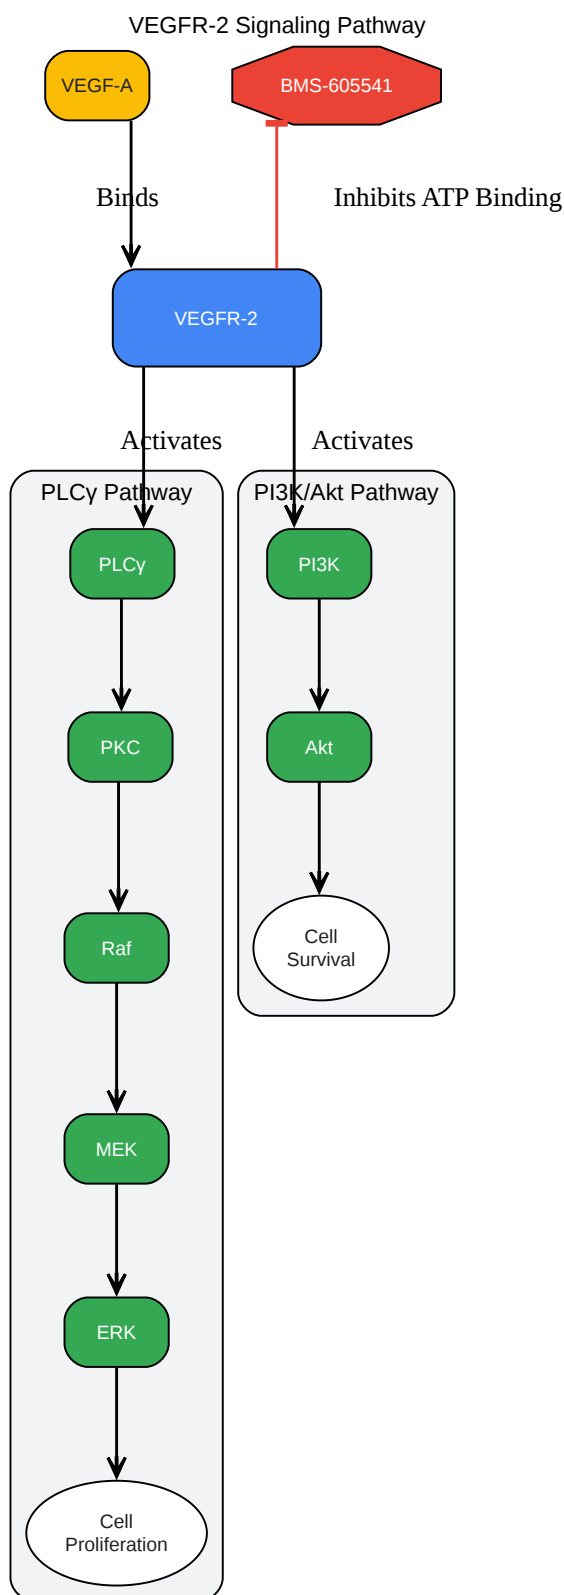 VEGFR-2 Signaling Pathway
VEGF-A
BMS-605541
Binds
Inhibits ATP Binding
VEGFR-2
Activates
Activates
PLCγ Pathway
PI3K/Akt Pathway
PLCγ
PI3K
PKC
Akt
Raf
Cell
Survival
MEK
ERK
Cell
Proliferation